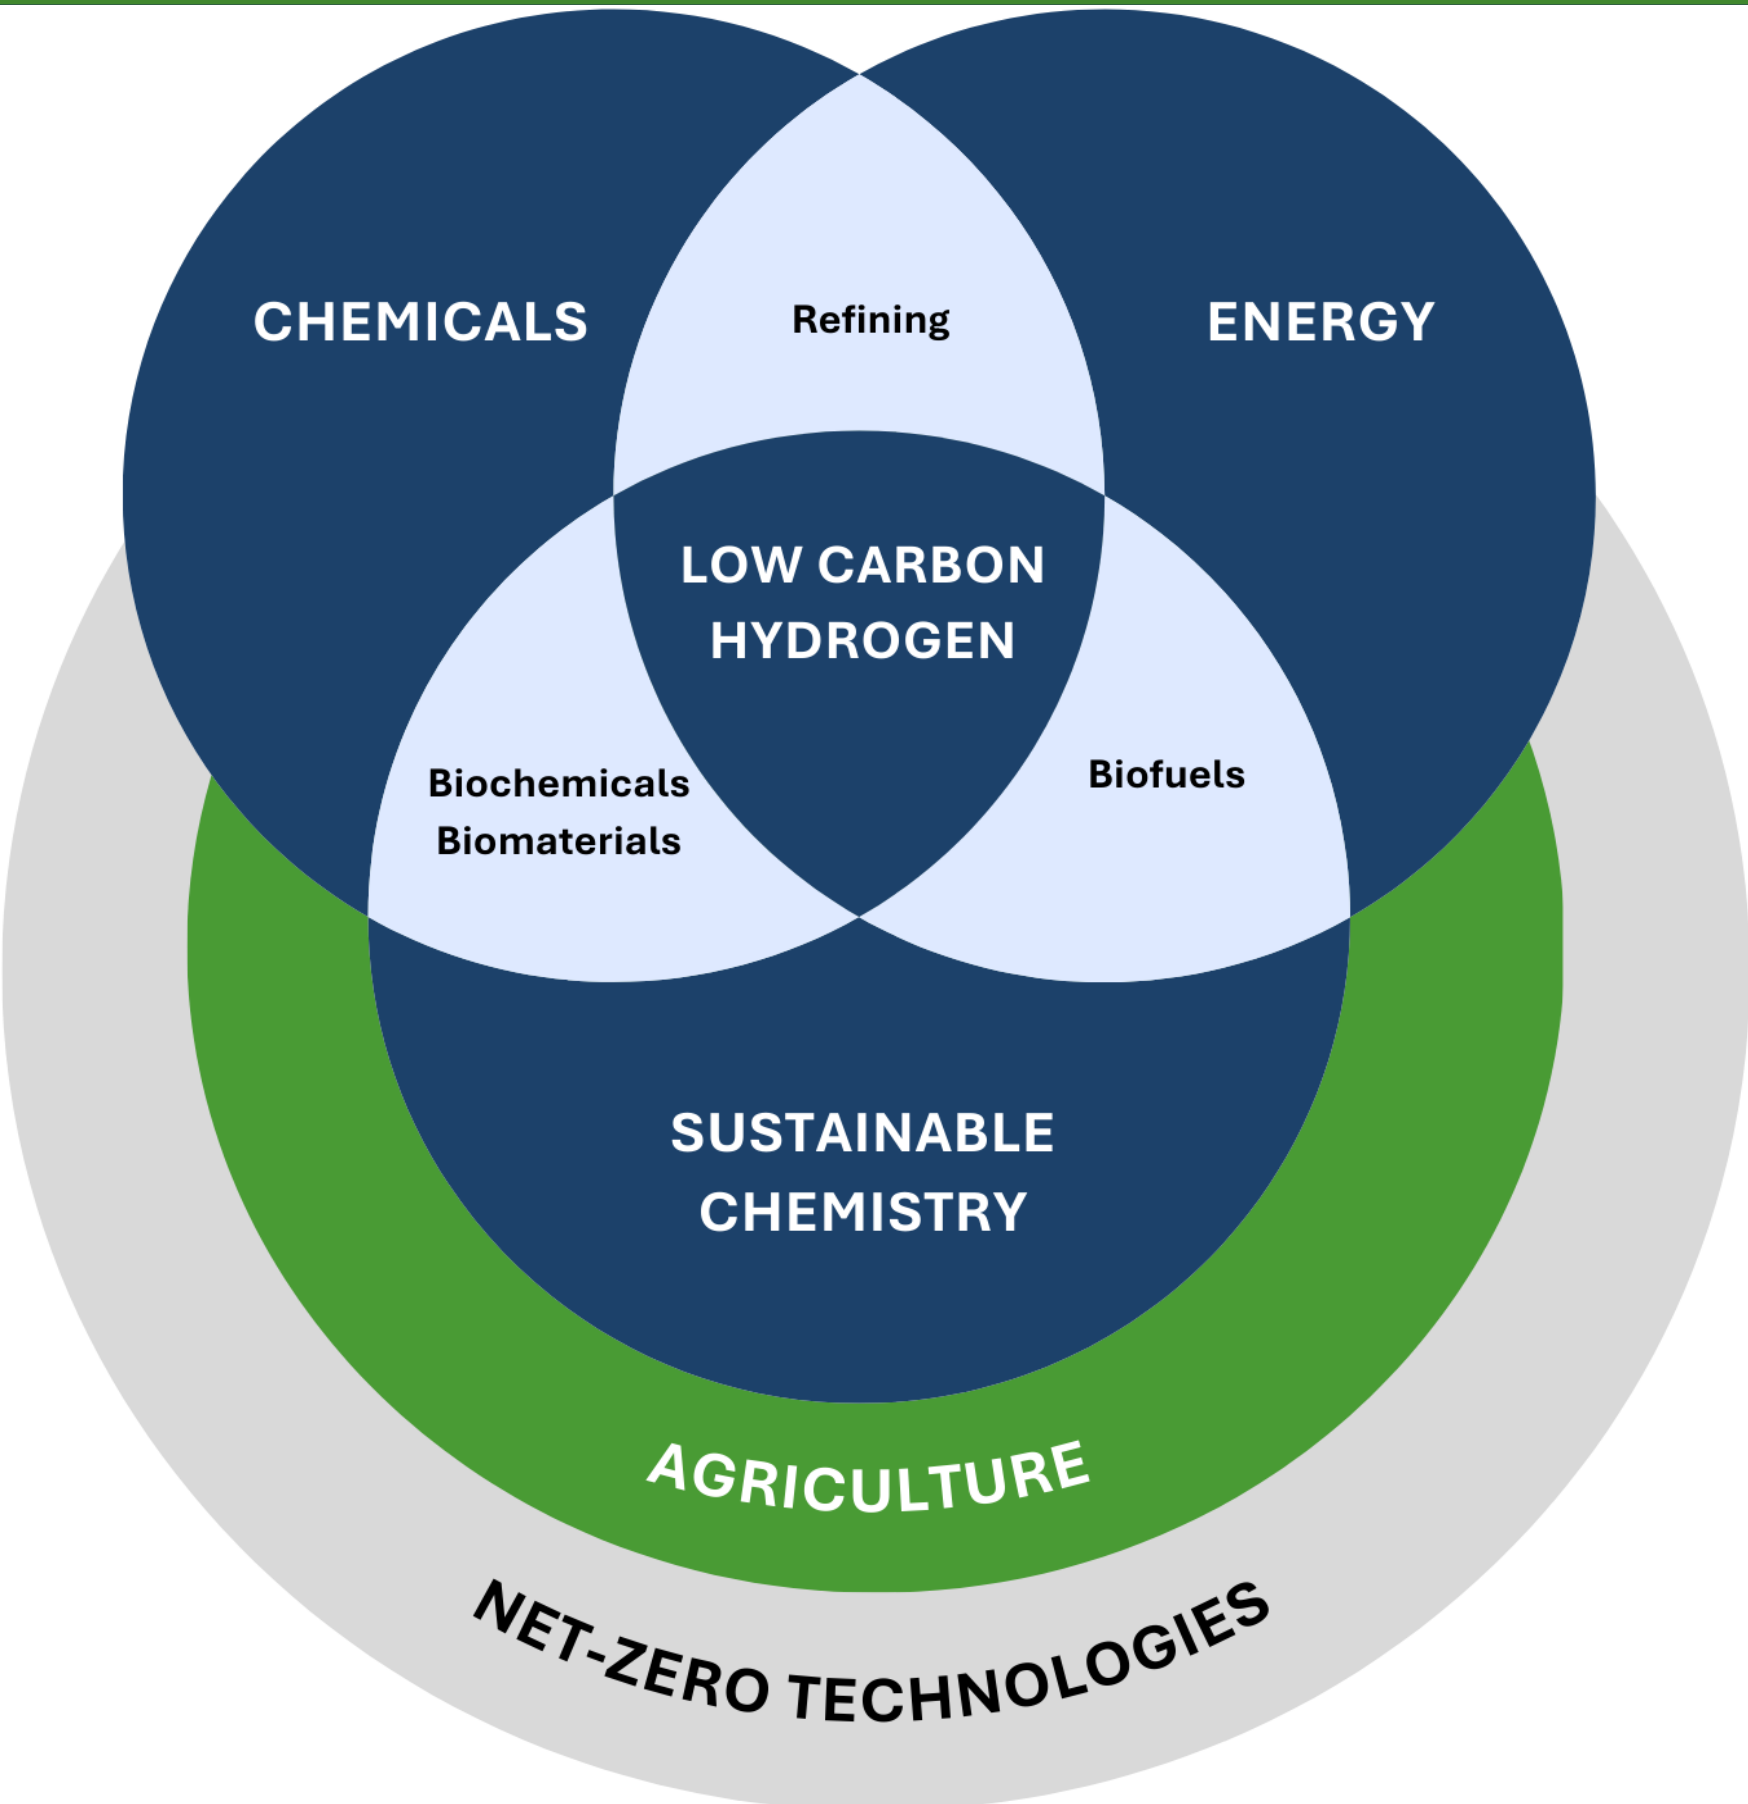 CHEMICALS
Refining
ENERGY
LOW CARBON
HYDROGEN
Biochemicals
Biomaterials
Biofuels
SUSTAINABLE
CHEMISTRY
AGRICULTURE
NET-ZERO TECHNOLOGIES